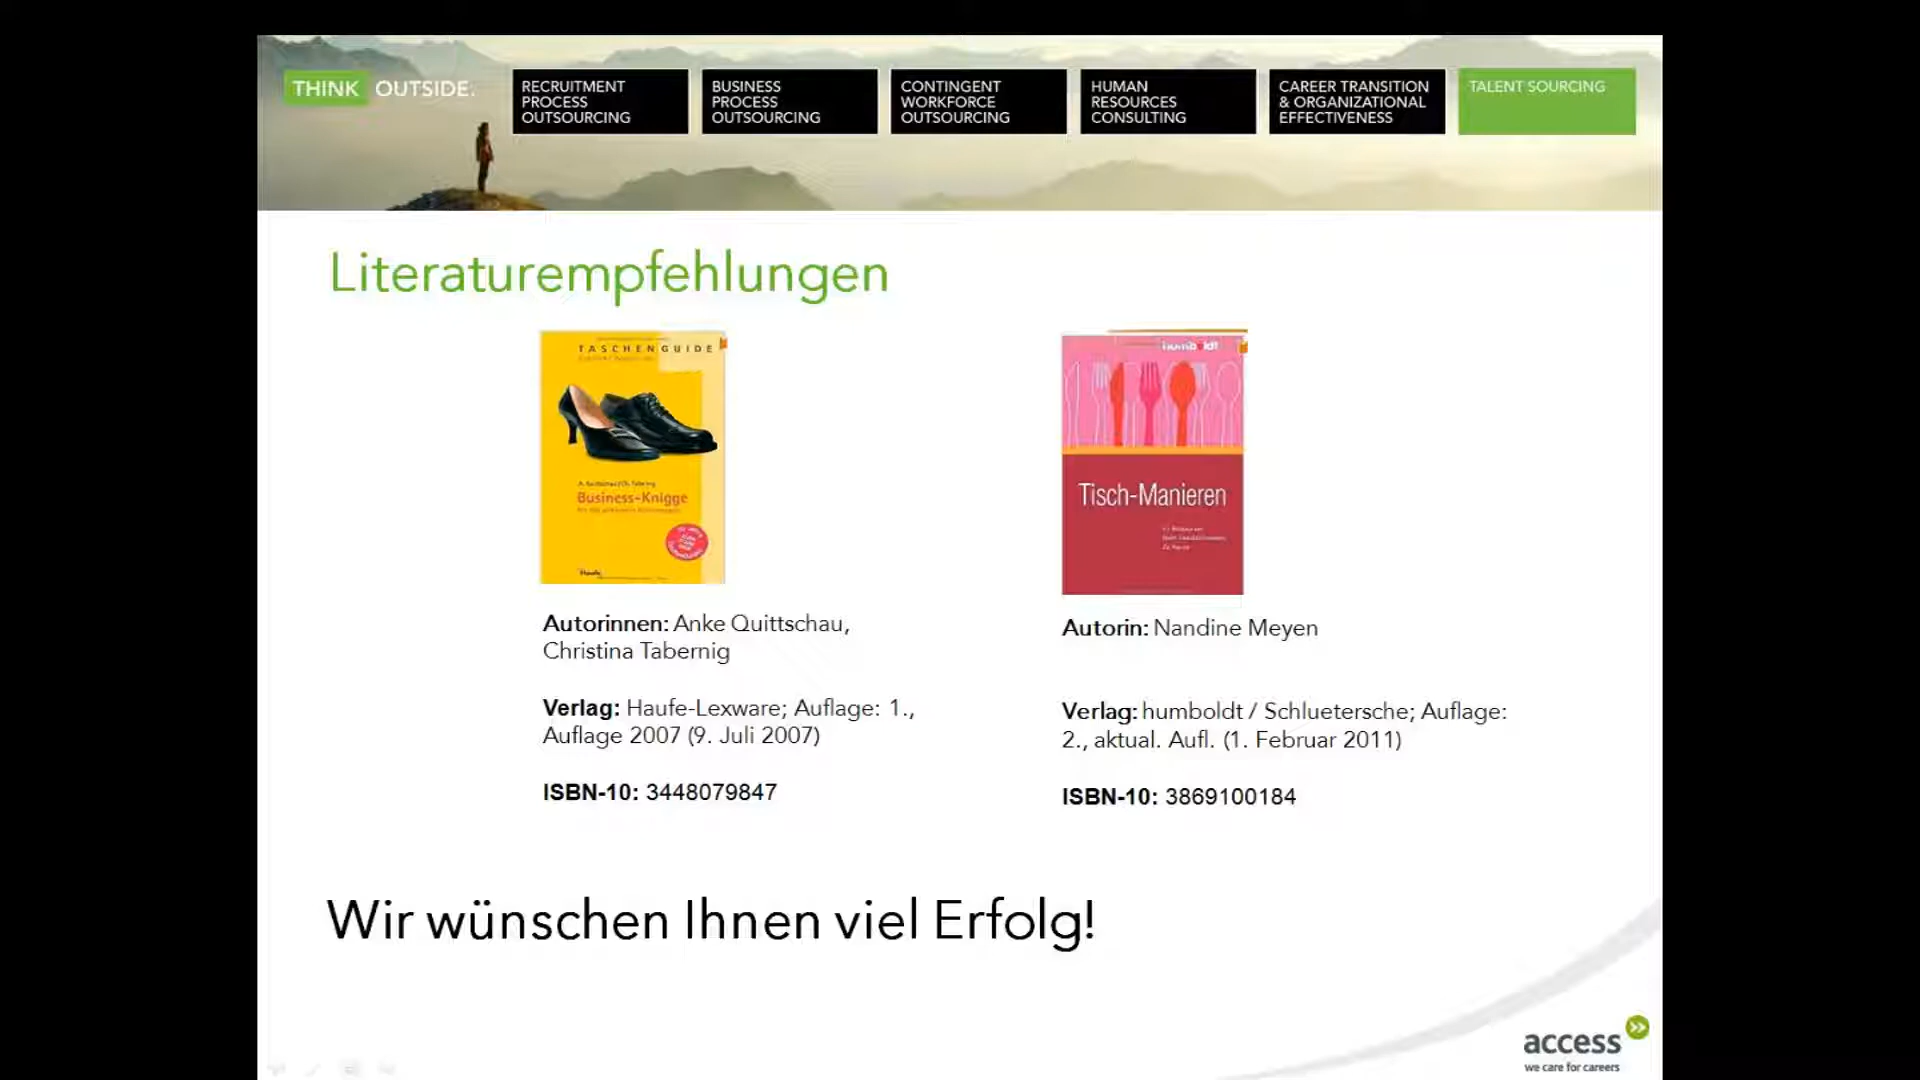 THINK OUTSIDE.
RECRUITMENT
PROCESS
OUTSOURCING
BUSINESS
PROCESS
OUTSOURCING
CONTINGENT
WORKFORCE
OUTSOURCING
HUMAN
RESOURCES
CONSULTING
CAREER TRANSITION
& ORGANIZATIONAL
EFFECTIVENESS
TALENT SOURCING
Literaturempfehlungen
TASCHENGUIDE
Business-Knigge
Haufe
Autorinnen: Anke Quittschau,
Christina Tabernig
Verlag: Haufe-Lexware; Auflage: 1.,
Auflage 2007 (9. Juli 2007)
ISBN-10: 3448079847
humboldt
Tisch-Manieren
Autorin: Nandine Meyen
Verlag: humboldt / Schluetersche; Auflage:
2., aktual. Aufl. (1. Februar 2011)
ISBN-10: 3869100184
Wir wünschen Ihnen viel Erfolg!
access
we care for careers